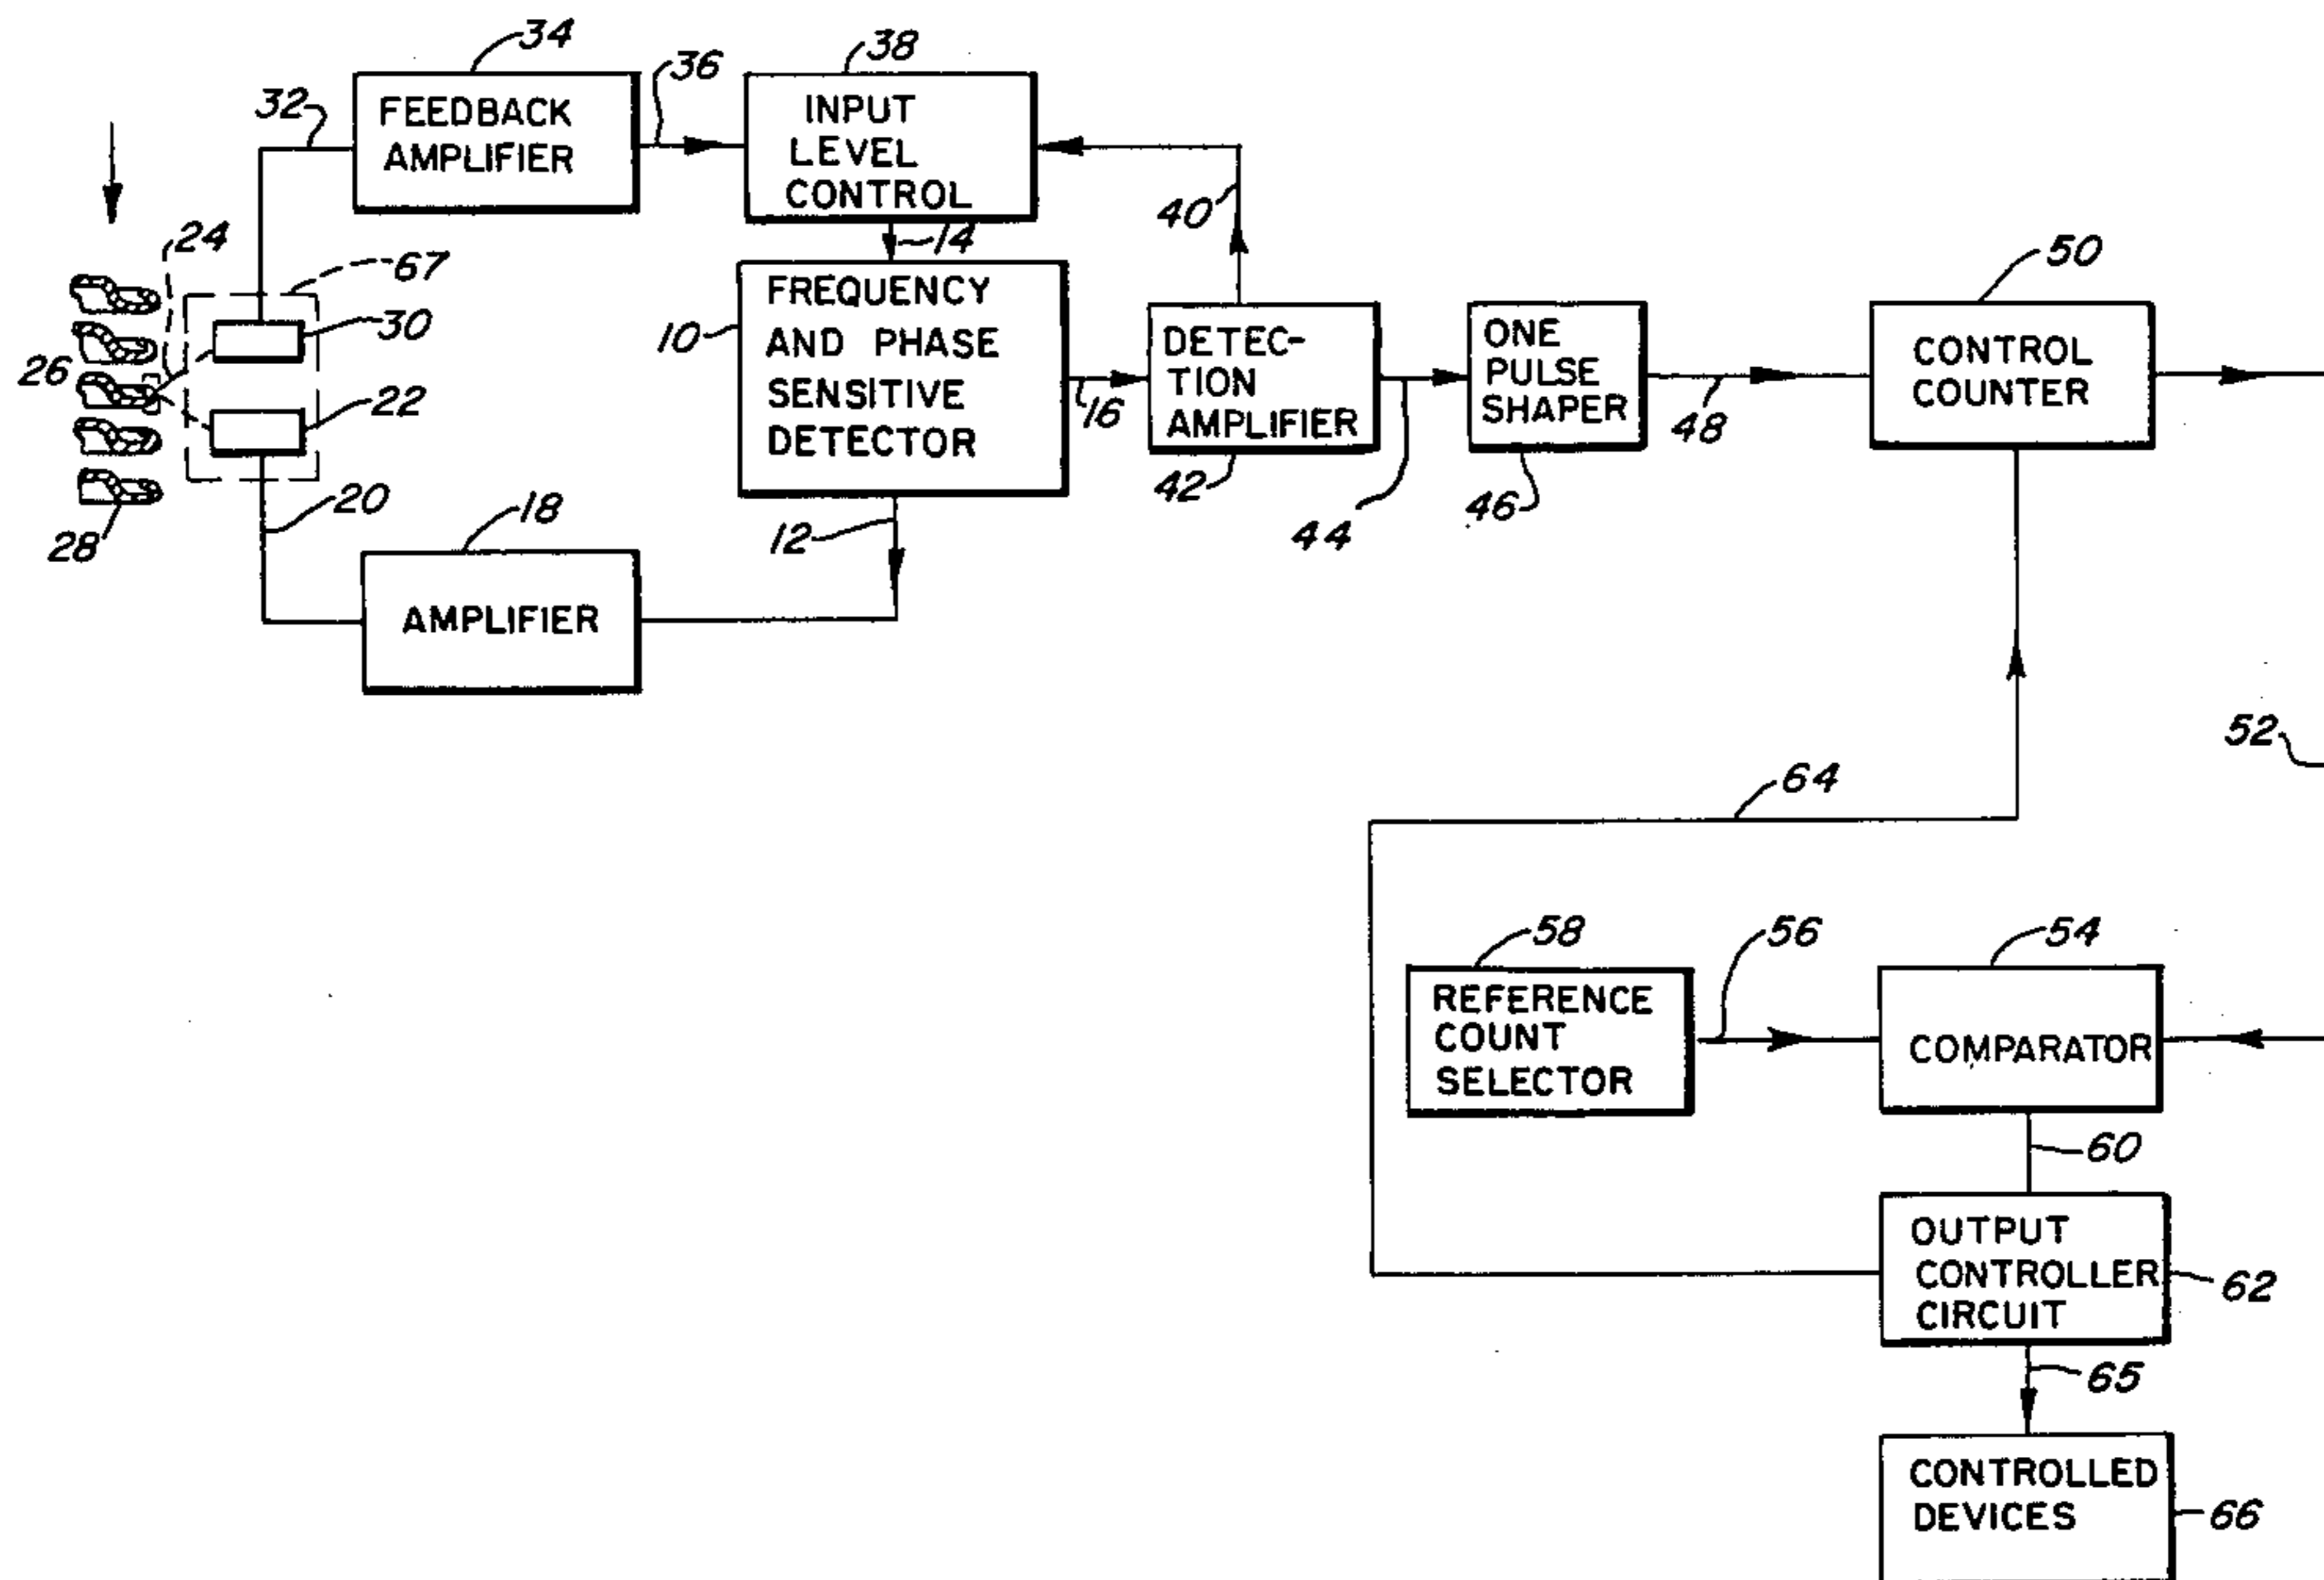 34
38
36
32
FEEDBACK
AMPLIFIER
INPUT
LEVEL
CONTROL
40
24
67
14
50
30
26
22
10
FREQUENCY
AND PHASE
SENSITIVE
DETECTOR
16
DETEC-
TION
AMPLIFIER
ONE
PULSE
SHAPER
48
CONTROL
COUNTER
42
44
46
20
18
12
28
AMPLIFIER
52
64
58
56
54
REFERENCE
COUNT
SELECTOR
COMPARATOR
60
OUTPUT
CONTROLLER
CIRCUIT
62
65
CONTROLLED
DEVICES
66